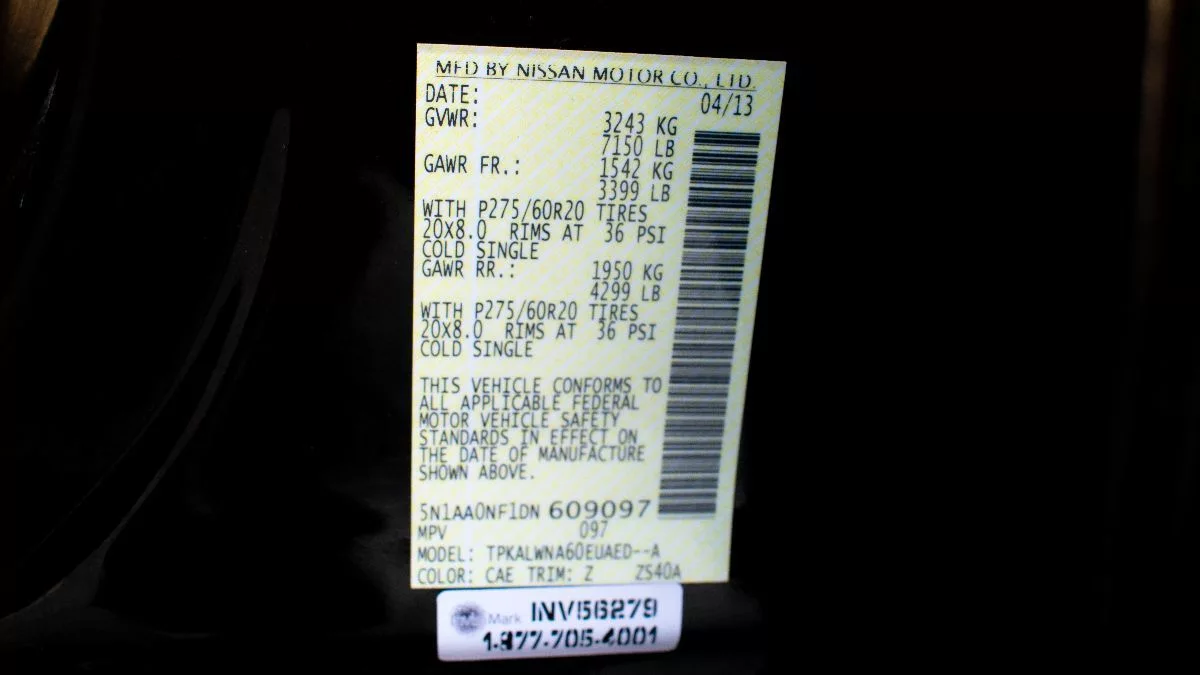 MFD BY NISSAN MOTOR CO., LTD.
DATE: 04/13
GVWR: 3243 KG
7150 LB
GAWR FR.: 1542 KG
3399 LB
WITH P275/60R20 TIRES
20X8.0 RIMS AT 36 PSI
COLD SINGLE
GAWR RR.: 1950 KG
4299 LB
WITH P275/60R20 TIRES
20X8.0 RIMS AT 36 PSI
COLD SINGLE
THIS VEHICLE CONFORMS TO
ALL APPLICABLE FEDERAL
MOTOR VEHICLE SAFETY
STANDARDS IN EFFECT ON
THE DATE OF MANUFACTURE
SHOWN ABOVE.
5N1AA0NF1DN 609097
MPV 097
MODEL: TPKALWNA60EUAED--A
COLOR: CAE TRIM: Z ZS40A
Mark INV56279
1-877-705-4001